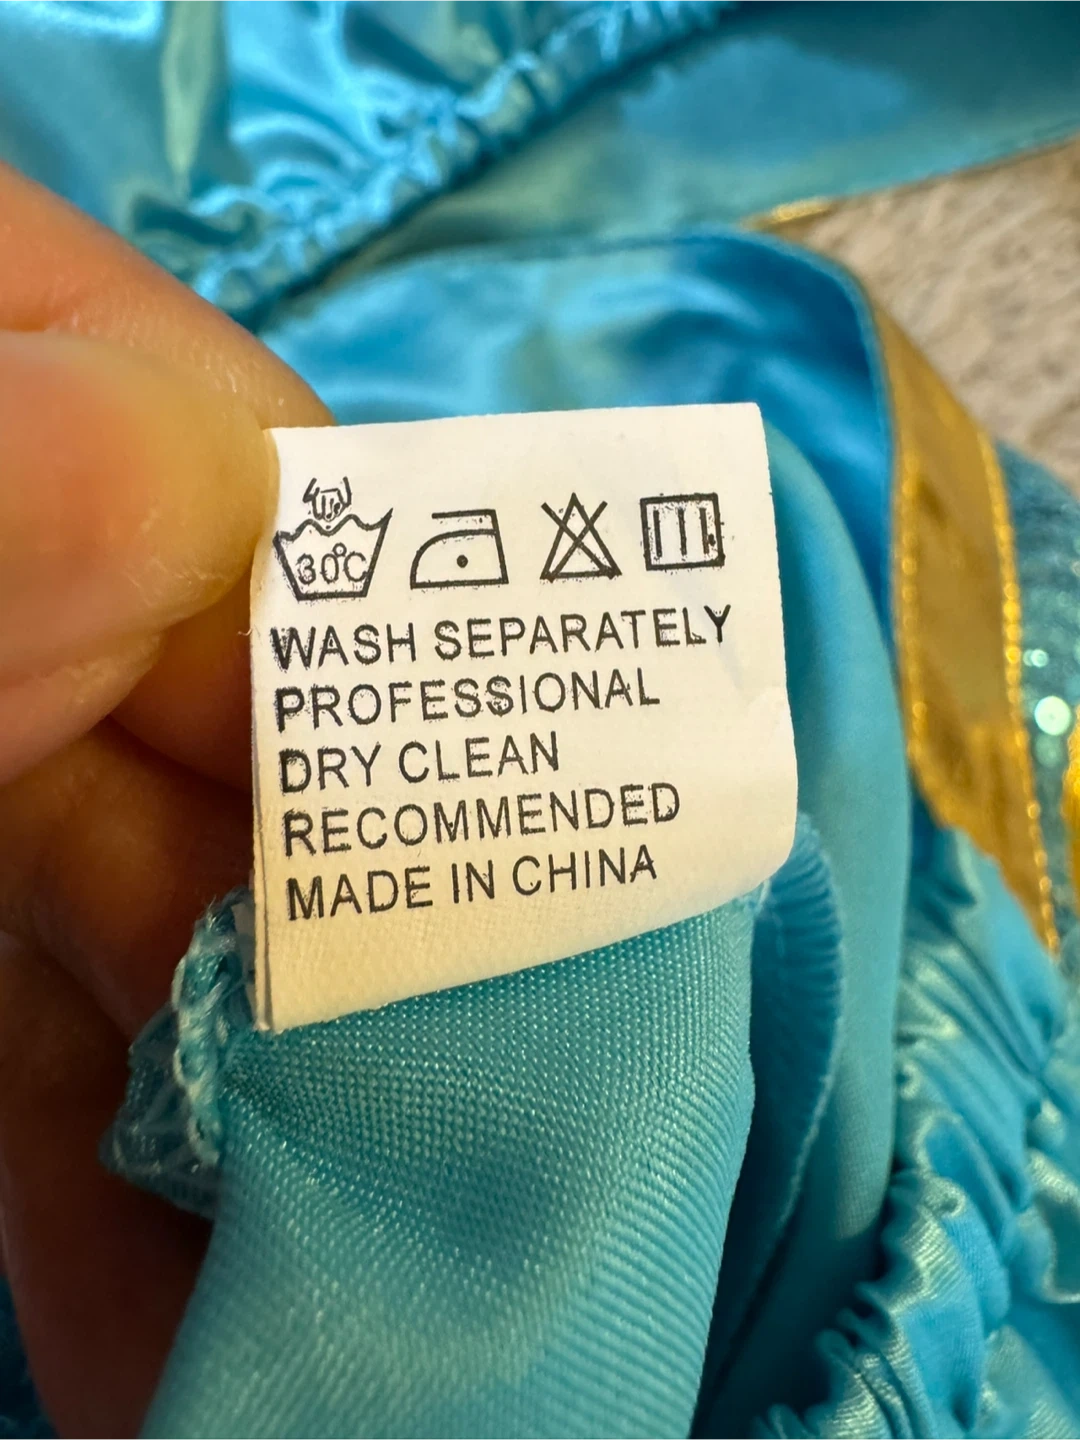 30°C
WASH SEPARATELY
PROFESSIONAL
DRY CLEAN
RECOMMENDED
MADE IN CHINA